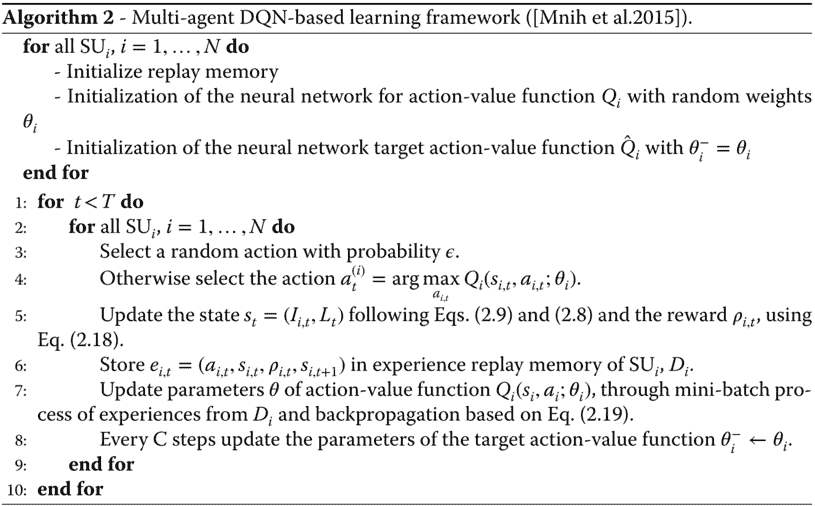 Algorithm 2 - Multi-agent DQN-based learning framework ([Mnih et al.2015]).
for all SU_i, i = 1, … , N do
- Initialize replay memory
- Initialization of the neural network for action-value function Q_i with random weights
θ_i
- Initialization of the neural network target action-value function Q̂_i with θ_i^− = θ_i
end for
1: for t < T do
2: for all SU_i, i = 1, … , N do
3: Select a random action with probability ϵ.
4: Otherwise select the action a_t^{(i)} = arg max_{a_{i,t}} Q_i(s_{i,t}, a_{i,t}; θ_i).
5: Update the state s_t = (I_{i,t}, L_t) following Eqs. (2.9) and (2.8) and the reward ρ_{i,t}, using
Eq. (2.18).
6: Store e_{i,t} = (a_{i,t}, s_{i,t}, ρ_{i,t}, s_{i,t+1}) in experience replay memory of SU_i, D_i.
7: Update parameters θ of action-value function Q_i(s_i, a_i; θ_i), through mini-batch pro-
cess of experiences from D_i and backpropagation based on Eq. (2.19).
8: Every C steps update the parameters of the target action-value function θ_i^− ← θ_i.
9: end for
10: end for